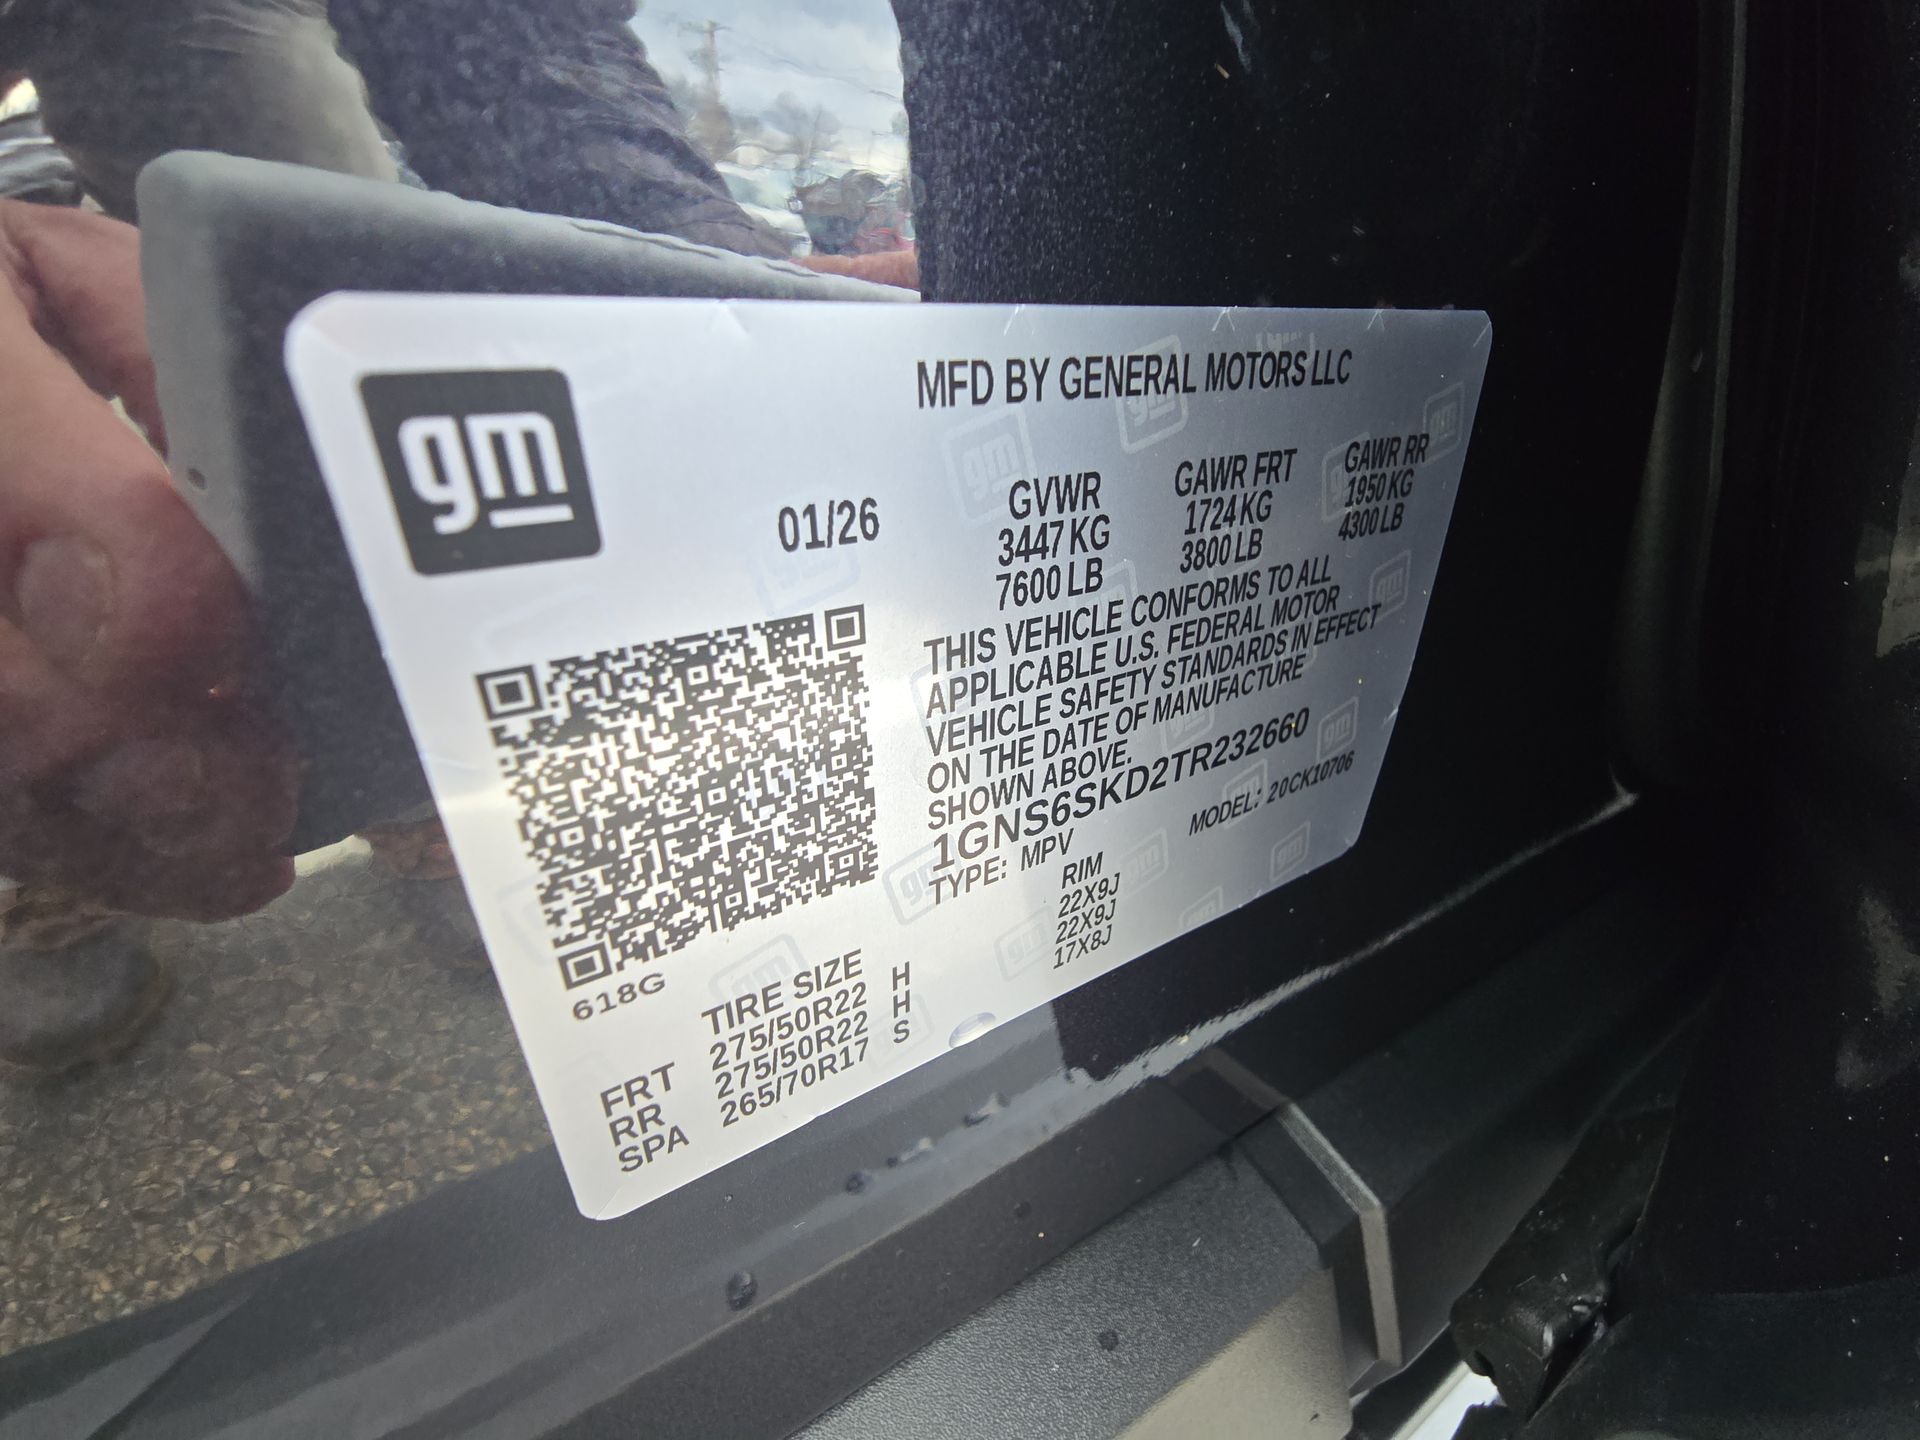 gm
MFD BY GENERAL MOTORS LLC
01/26
GVWR GAWR FRT GAWR RR
3447 KG 1724 KG 1950 KG
7600 LB 3800 LB 4300 LB
THIS VEHICLE CONFORMS TO ALL
APPLICABLE U.S. FEDERAL MOTOR
VEHICLE SAFETY STANDARDS IN EFFECT
ON THE DATE OF MANUFACTURE
SHOWN ABOVE.
1GNS6SKD2TR232660
TYPE: MPV MODEL: 20CK10706
618G
TIRE SIZE RIM
FRT 275/50R22 H 22X9J
RR 275/50R22 H 22X9J
SPA 265/70R17 S 17X8J